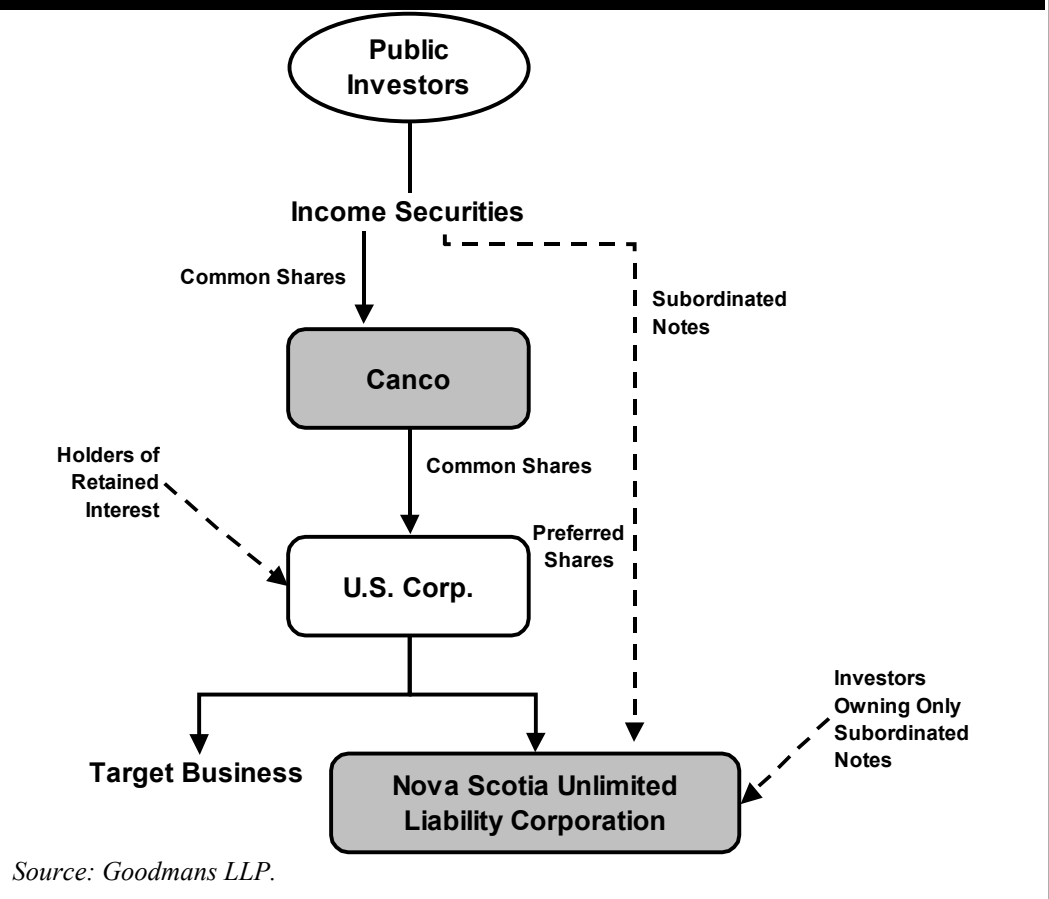 Public
Investors
Income Securities
Common Shares
Subordinated
Notes
Canco
Holders of
Retained
Interest
Common Shares
Preferred
Shares
U.S. Corp.
Investors
Owning Only
Subordinated
Notes
Target Business
Nova Scotia Unlimited
Liability Corporation
Source: Goodmans LLP.